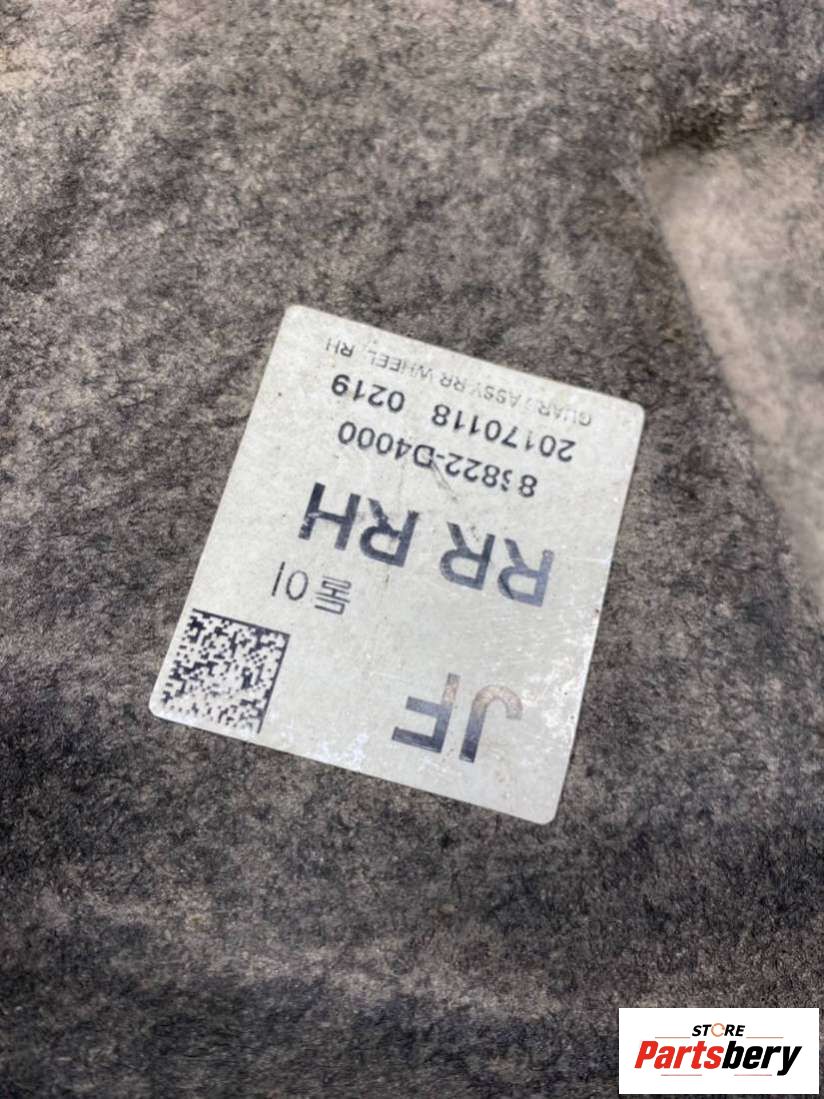 JF
RR RH
86822-D4000
20170118 0219
GUARD ASSY-RR WHEEL, RH
STORE
Partsbery